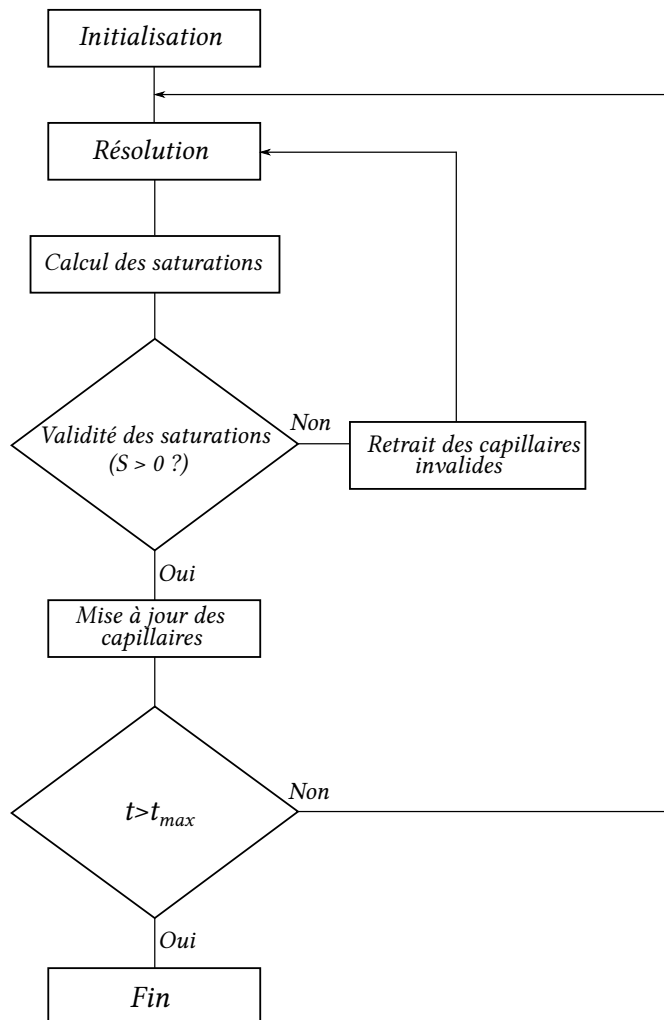 Initialisation
Résolution
Calcul des saturations
Validité des saturations
(S > 0 ?)
Non
Retrait des capillaires
invalides
Oui
Mise à jour des
capillaires
t>tmax
Non
Oui
Fin